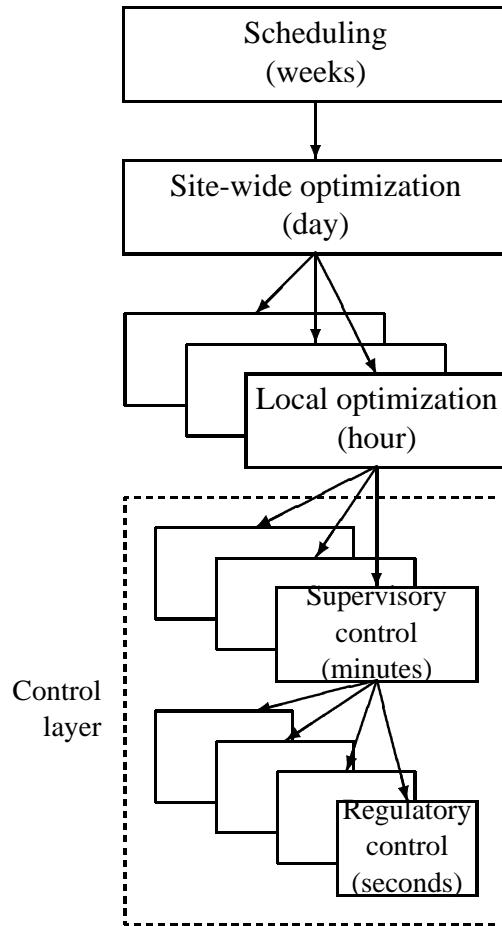 Scheduling
(weeks)
Site-wide optimization
(day)
Local optimization
(hour)
Supervisory
control
(minutes)
Control
layer
Regulatory
control
(seconds)